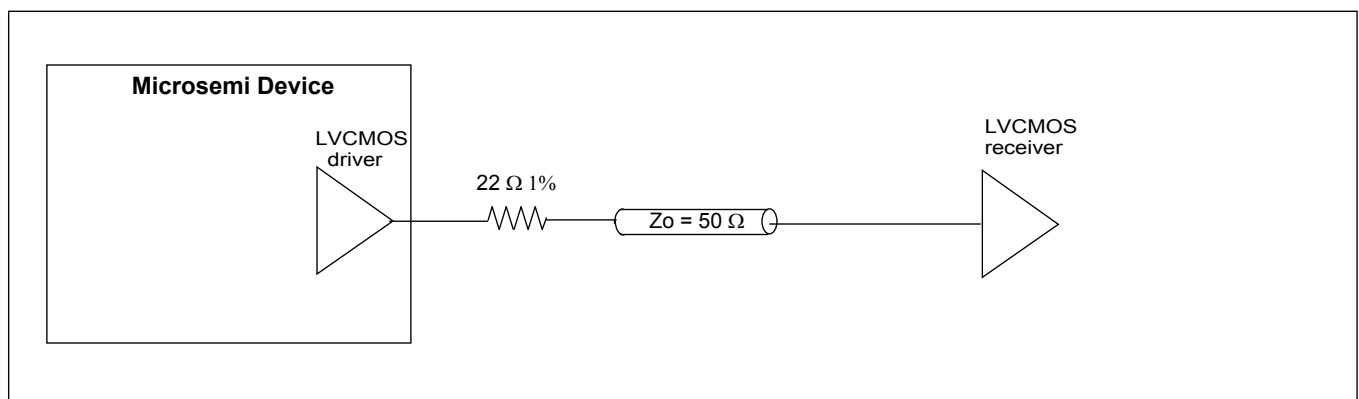 Microsemi Device
LVCMOS
driver
22 Ω 1%
Zo = 50 Ω
LVCMOS
receiver